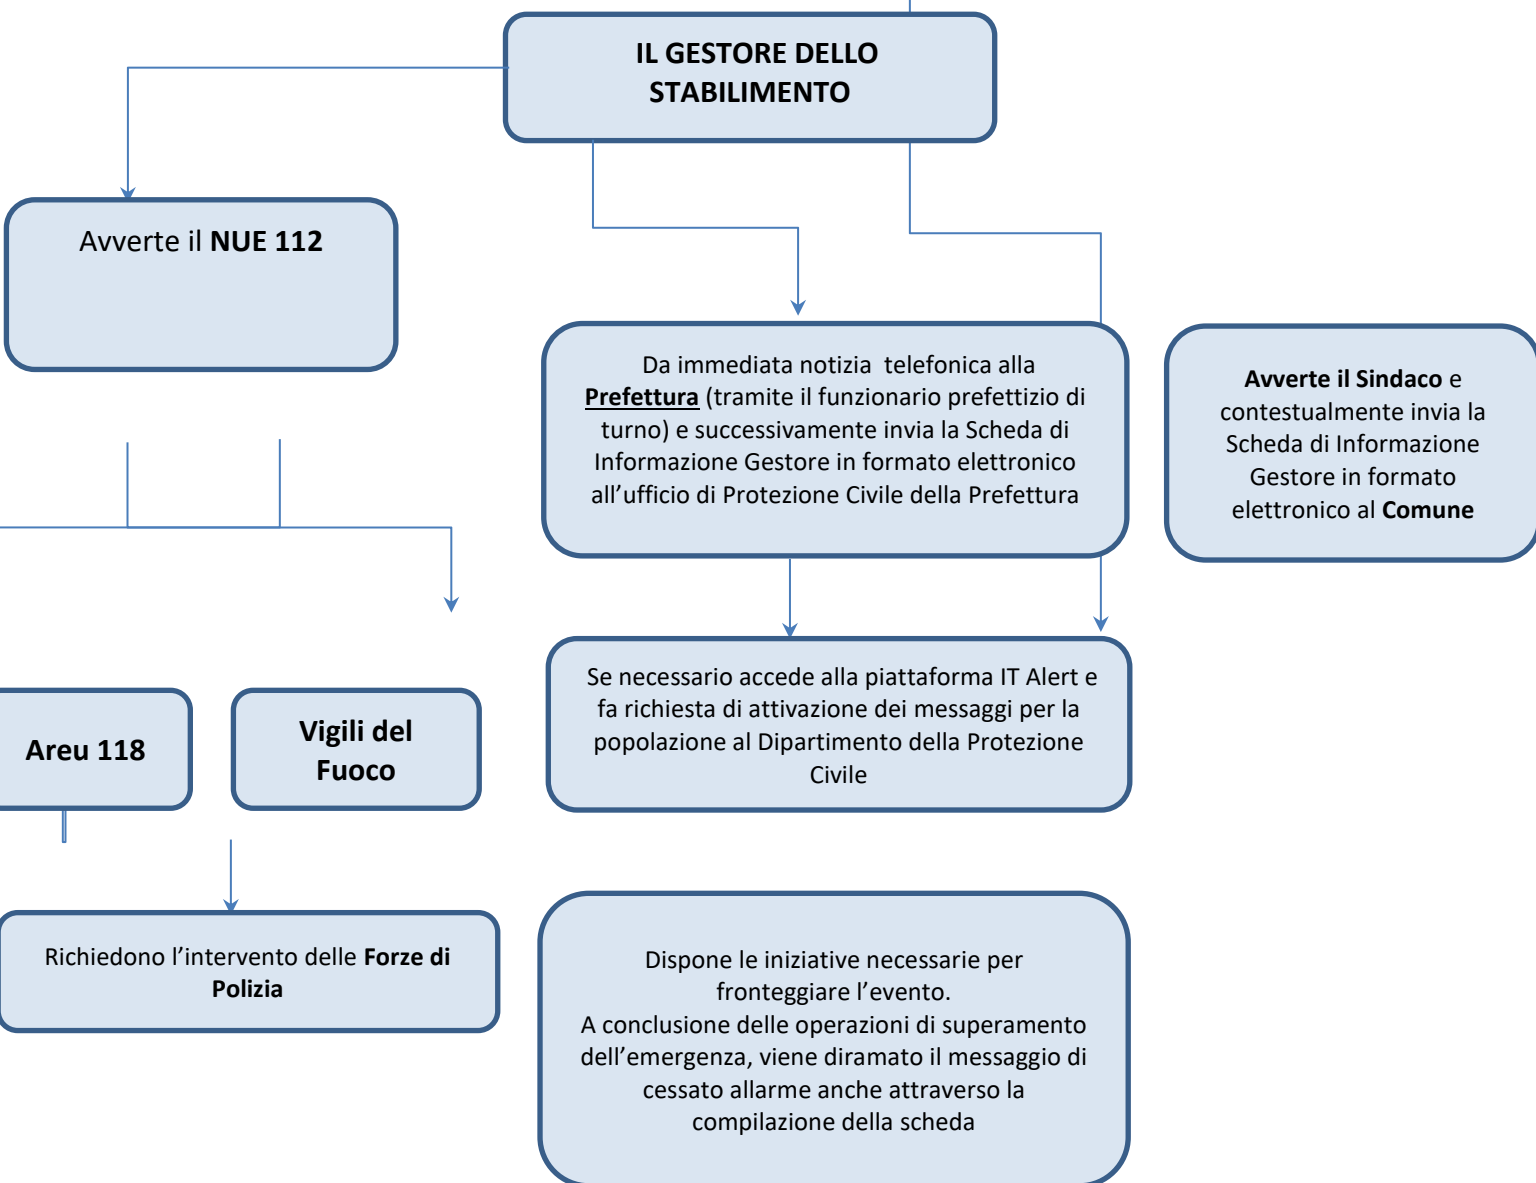 IL GESTORE DELLO
STABILIMENTO
Avverte il NUE 112
Da immediata notizia  telefonica alla
Prefettura (tramite il funzionario prefettizio di
turno) e successivamente invia la Scheda di
Informazione Gestore in formato elettronico
all’ufficio di Protezione Civile della Prefettura
Avverte il Sindaco e
contestualmente invia la
Scheda di Informazione
Gestore in formato
elettronico al Comune
Se necessario accede alla piattaforma IT Alert e
fa richiesta di attivazione dei messaggi per la
popolazione al Dipartimento della Protezione
Civile
Areu 118
Vigili del
Fuoco
Richiedono l’intervento delle Forze di
Polizia
Dispone le iniziative necessarie per
fronteggiare l’evento.
A conclusione delle operazioni di superamento
dell’emergenza, viene diramato il messaggio di
cessato allarme anche attraverso la
compilazione della scheda